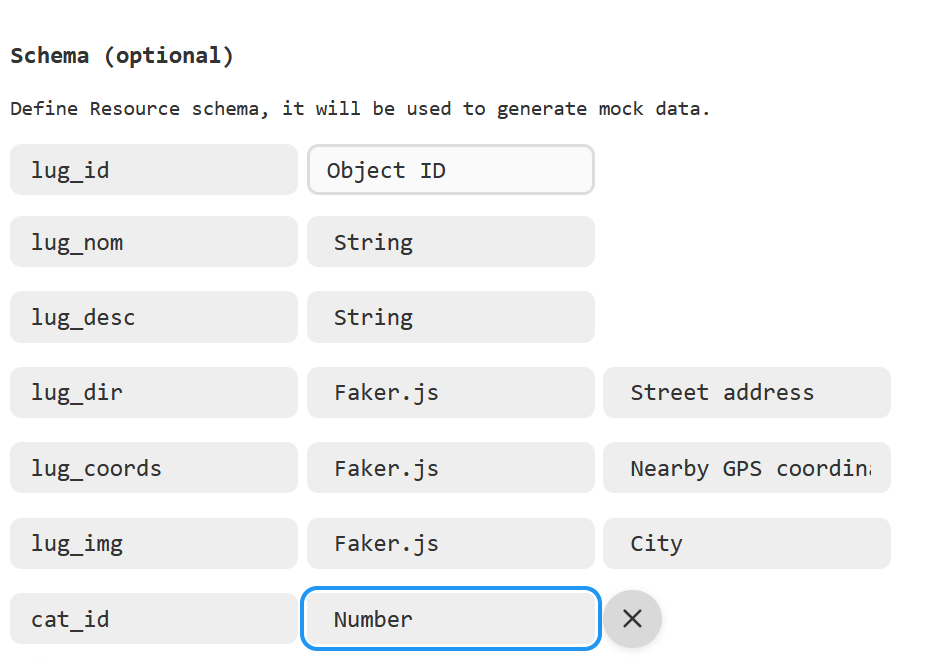 Schema (optional)
Define Resource schema, it will be used to generate mock data.
lug_id Object ID
lug_nom String
lug_desc String
lug_dir Faker.js Street address
lug_coords Faker.js Nearby GPS coordin
lug_img Faker.js City
cat_id Number